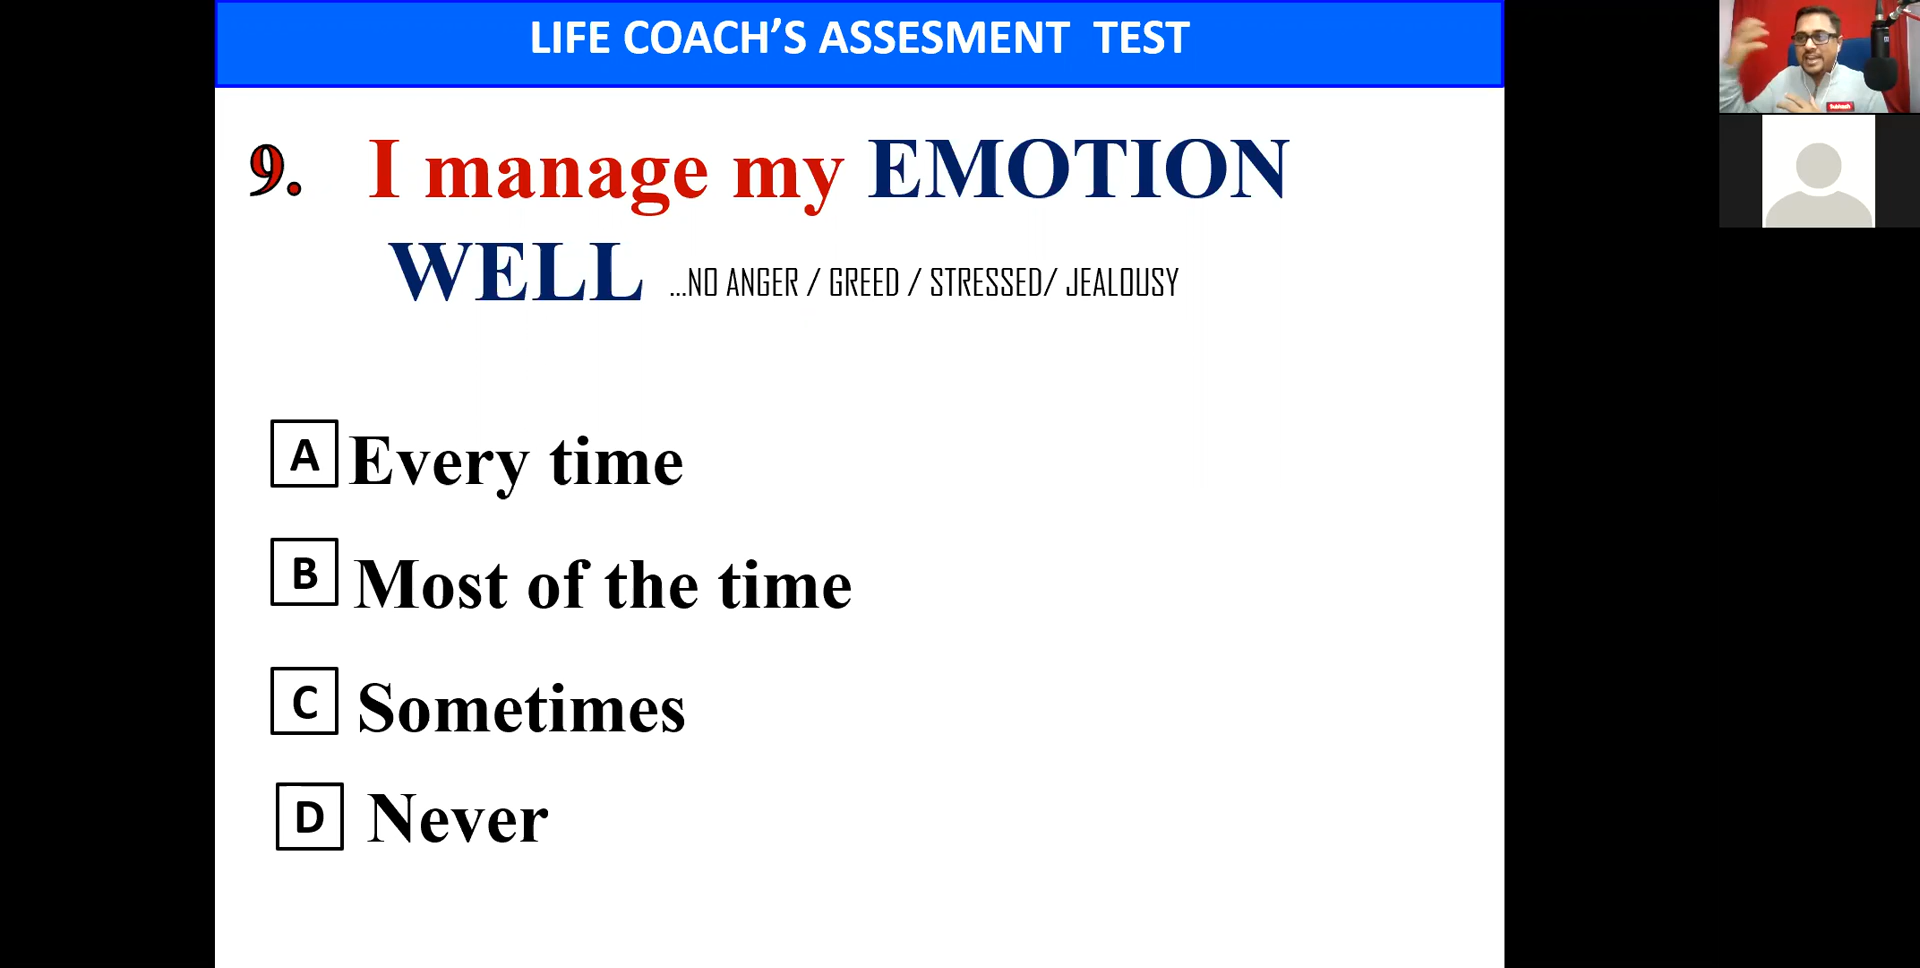 LIFE COACH’S ASSESMENT TEST
9. I manage my EMOTION
WELL ...NO ANGER / GREED / STRESSED/ JEALOUSY
A Every time
B Most of the time
C Sometimes
D Never
Subhash